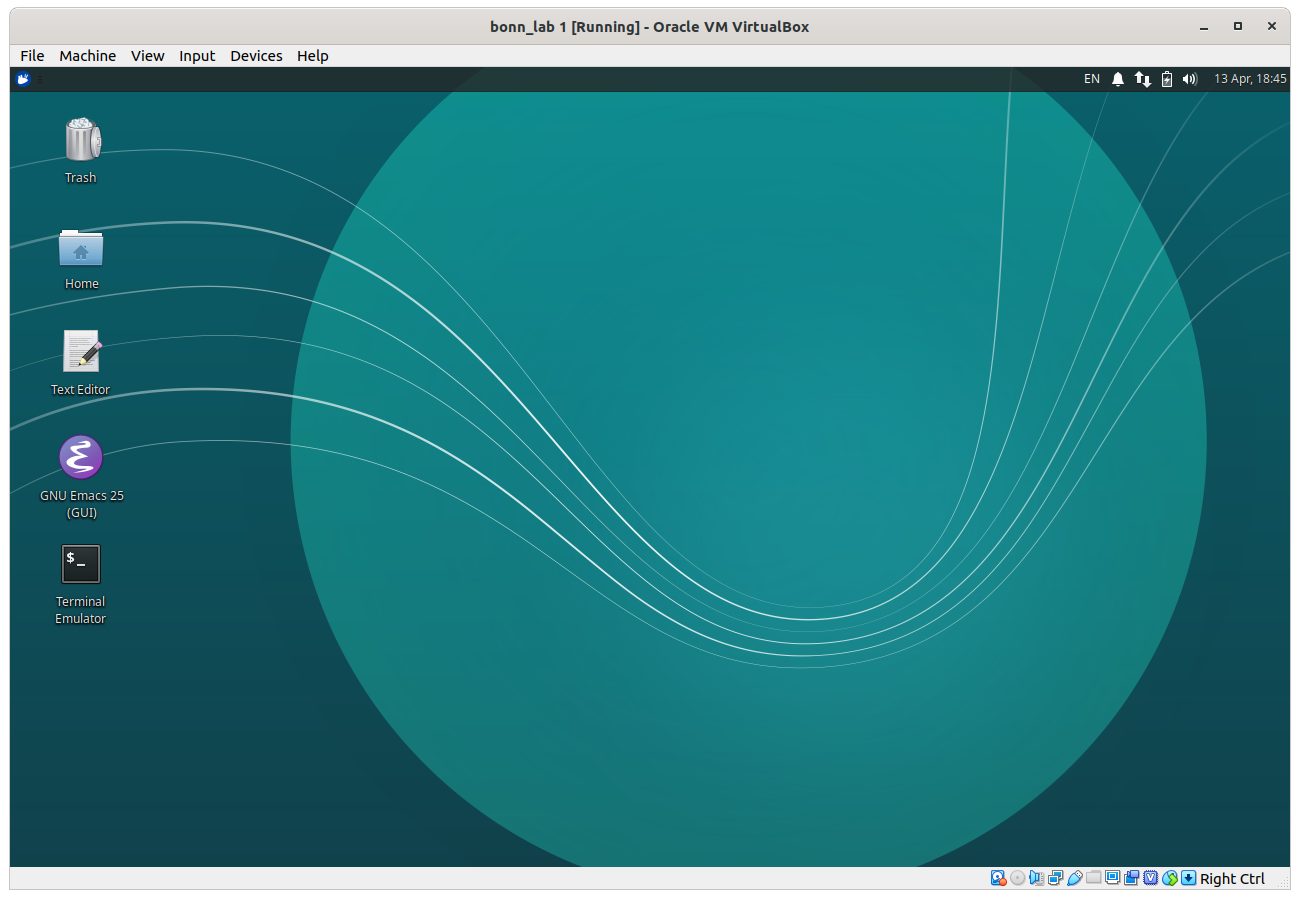 bonn_lab 1 [Running] - Oracle VM VirtualBox
File Machine View Input Devices Help
EN 13 Apr, 18:45
Trash
Home
Text Editor
GNU Emacs 25
(GUI)
$_
Terminal
Emulator
V
Right Ctrl